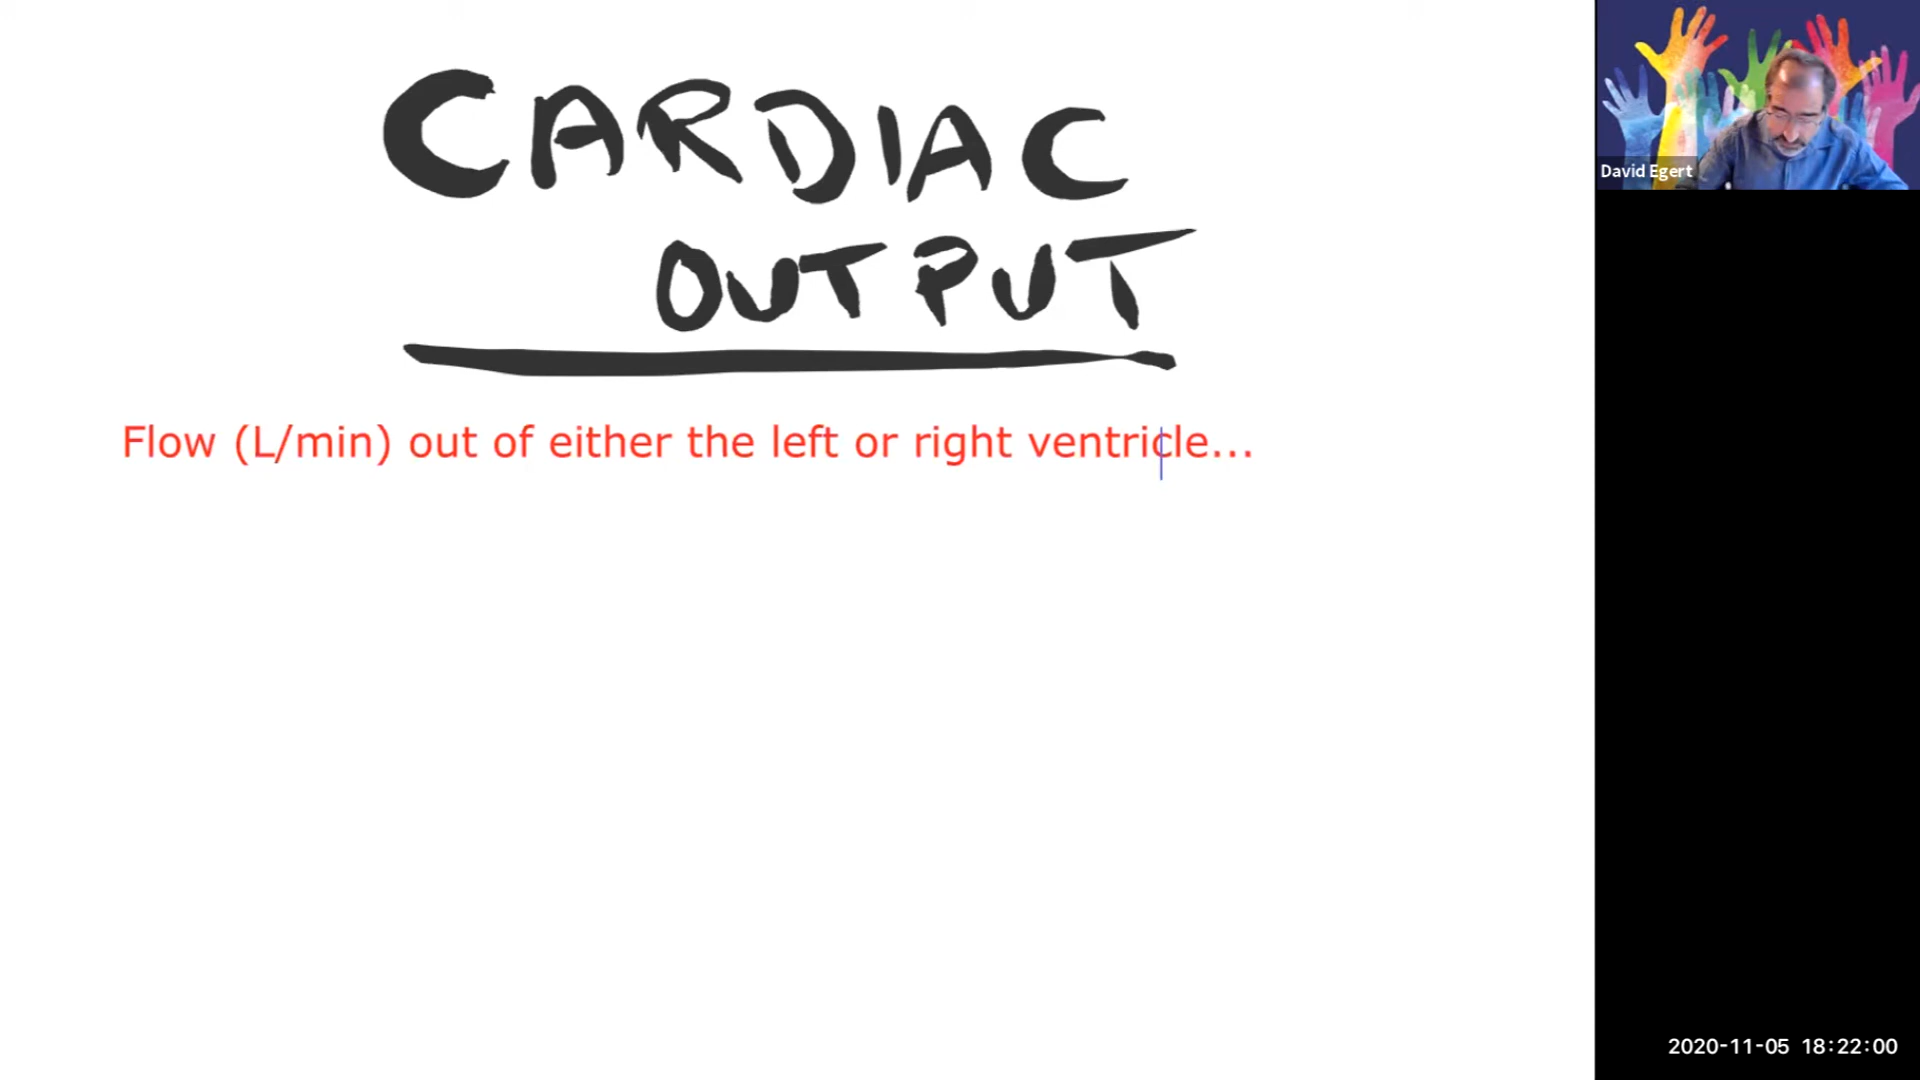 CARDIAC
OUTPUT
Flow (L/min) out of either the left or right ventricle...
David Egert
2020-11-05 18:22:00